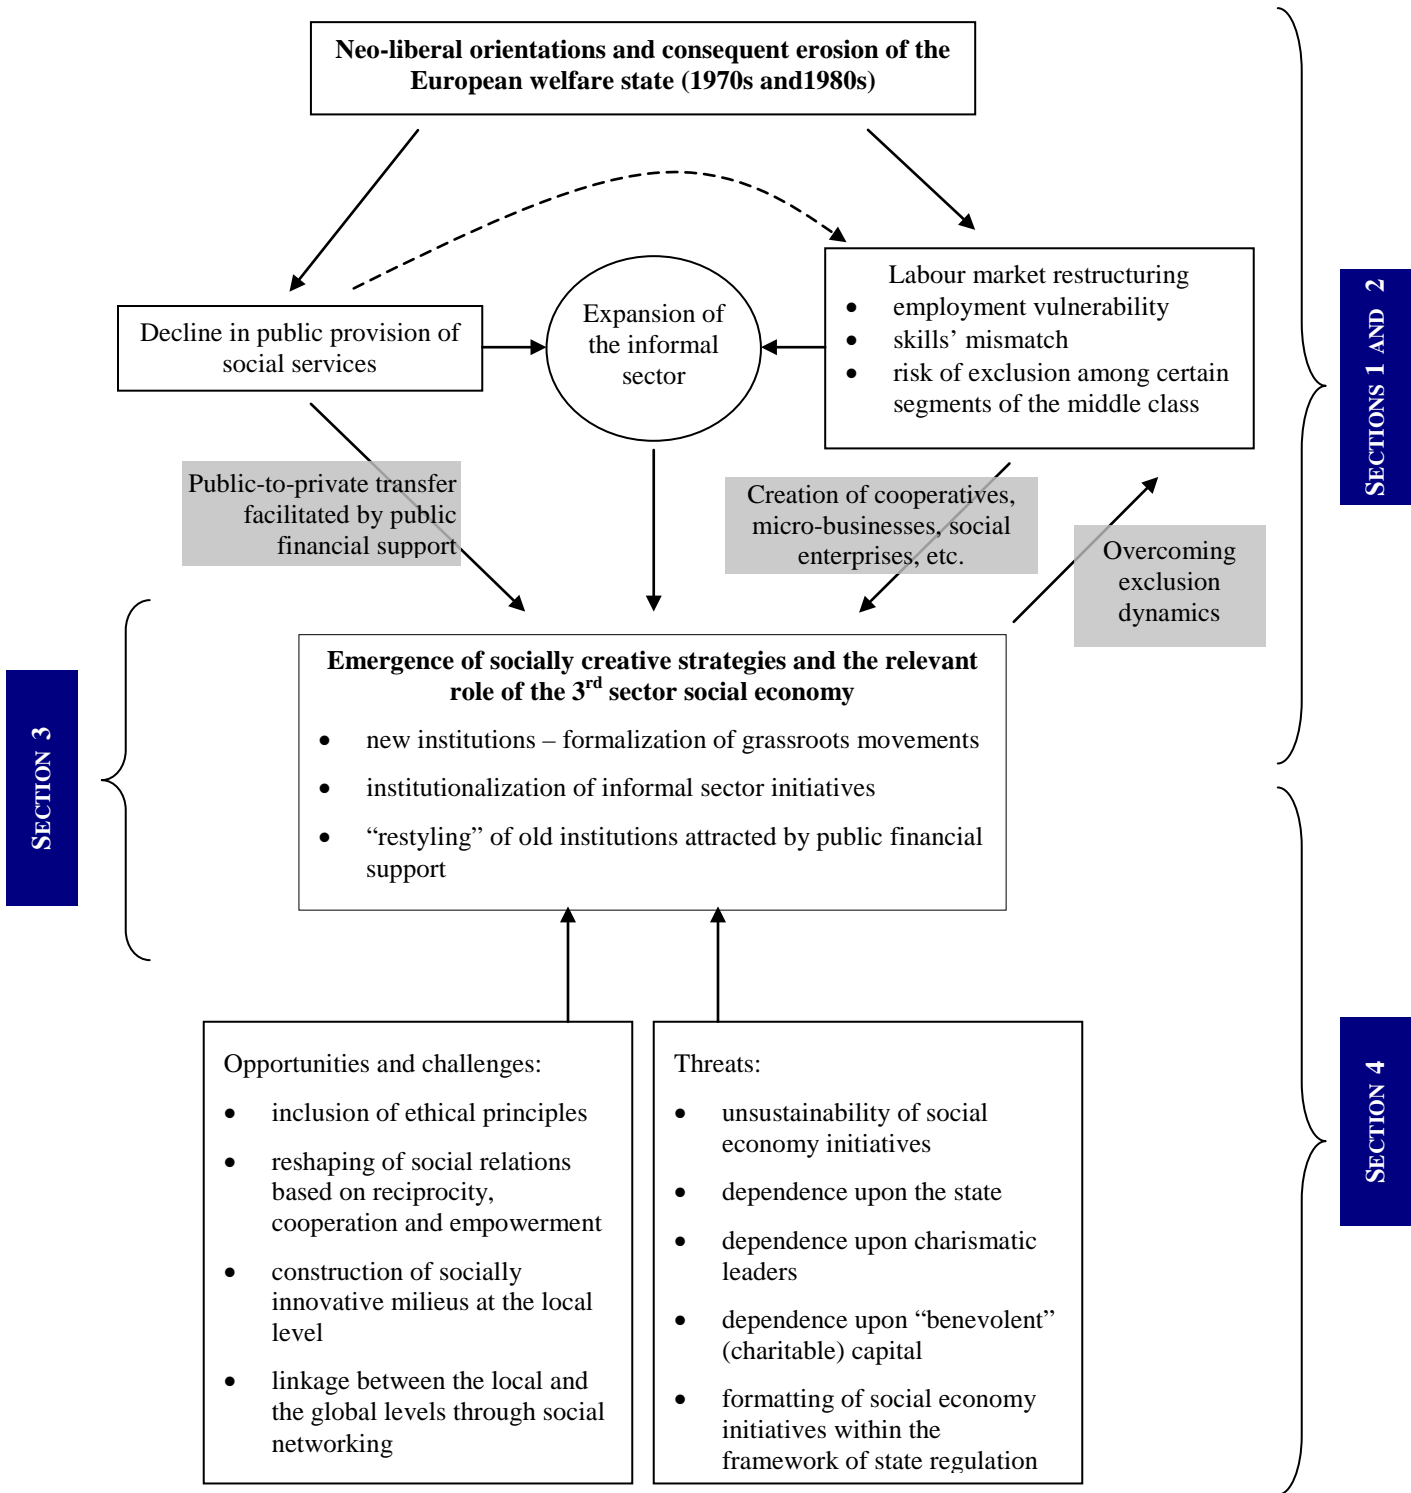 Neo-liberal orientations and consequent erosion of the
European welfare state (1970s and1980s)
Decline in public provision of
social services
Expansion of
the informal
sector
Labour market restructuring
• employment vulnerability
• skills’ mismatch
• risk of exclusion among certain
segments of the middle class
SECTIONS 1 AND 2
Public-to-private transfer
facilitated by public
financial support
Creation of cooperatives,
micro-businesses, social
enterprises, etc.
Overcoming
exclusion
dynamics
SECTION 3
Emergence of socially creative strategies and the relevant
role of the 3rd sector social economy
• new institutions – formalization of grassroots movements
• institutionalization of informal sector initiatives
• “restyling” of old institutions attracted by public financial
support
Opportunities and challenges:
• inclusion of ethical principles
• reshaping of social relations
based on reciprocity,
cooperation and empowerment
• construction of socially
innovative milieus at the local
level
• linkage between the local and
the global levels through social
networking
Threats:
• unsustainability of social
economy initiatives
• dependence upon the state
• dependence upon charismatic
leaders
• dependence upon “benevolent”
(charitable) capital
• formatting of social economy
initiatives within the
framework of state regulation
SECTION 4